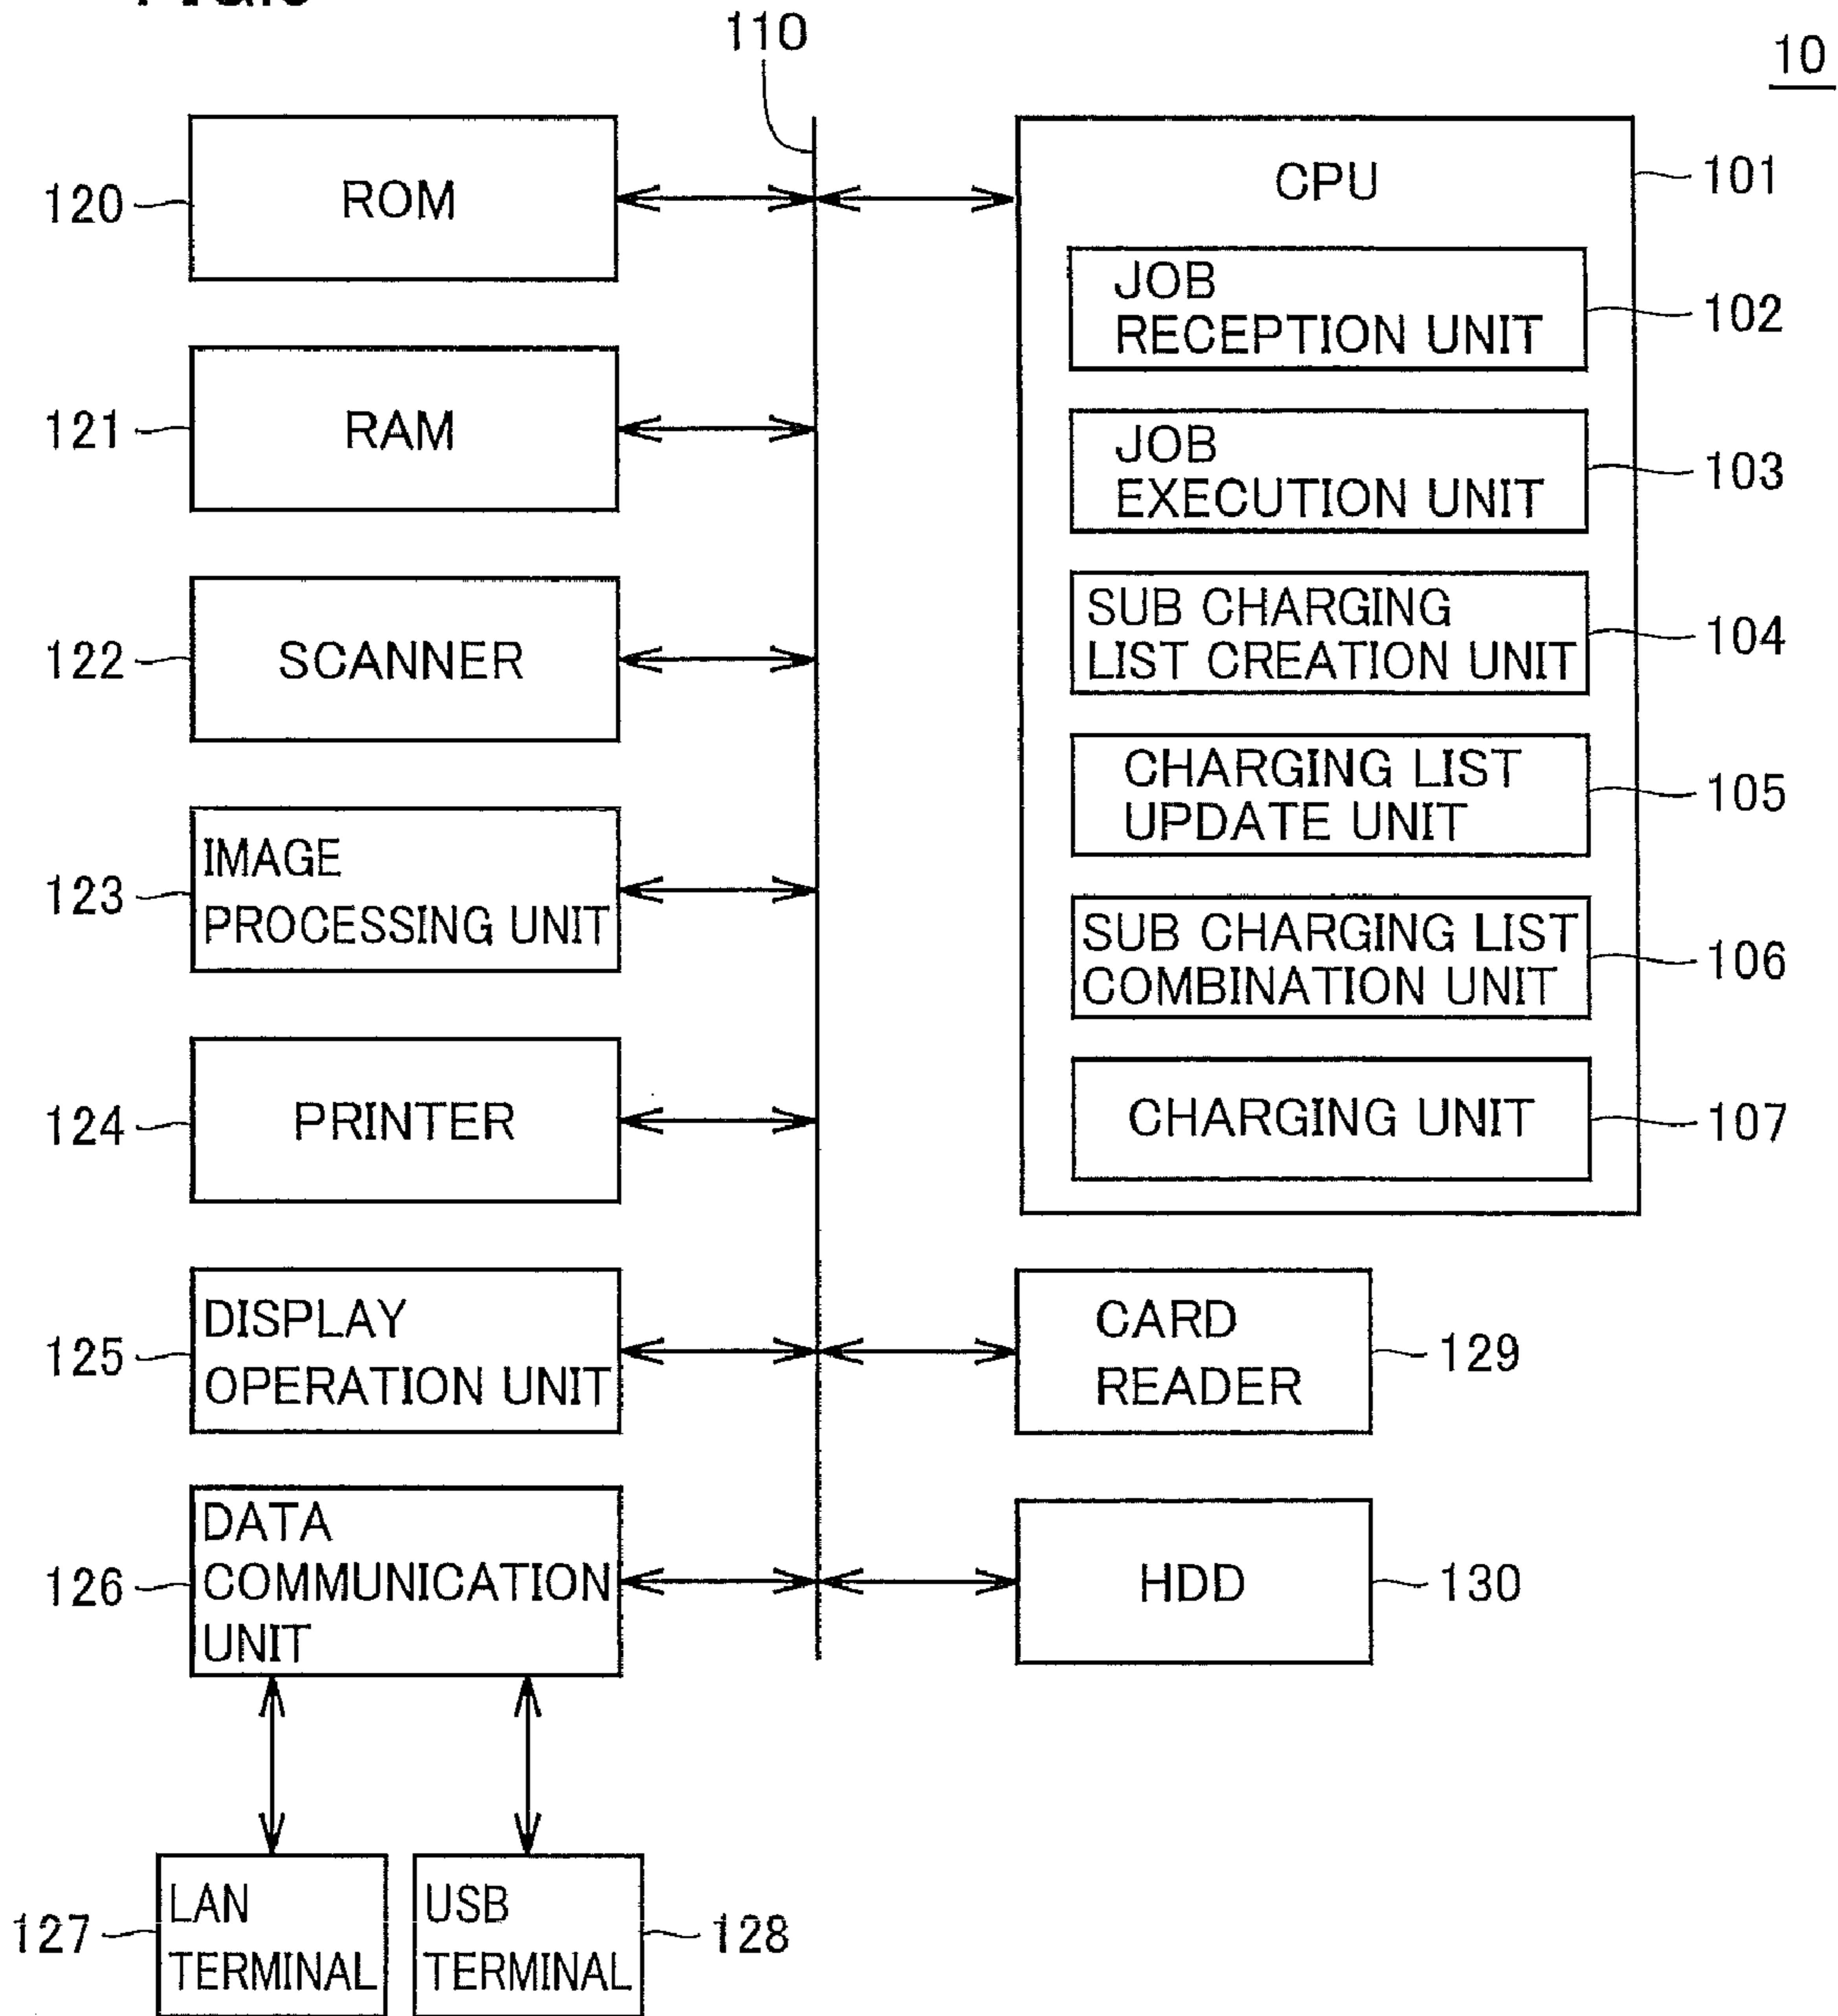 110
10
120
ROM
CPU
101
JOB
RECEPTION UNIT
102
121
RAM
JOB
EXECUTION UNIT
103
122
SCANNER
SUB CHARGING
LIST CREATION UNIT
104
123
IMAGE
PROCESSING UNIT
CHARGING LIST
UPDATE UNIT
105
SUB CHARGING LIST
COMBINATION UNIT
106
124
PRINTER
CHARGING UNIT
107
125
DISPLAY
OPERATION UNIT
CARD
READER
129
126
DATA
COMMUNICATION
UNIT
HDD
130
127
LAN
TERMINAL
USB
TERMINAL
128